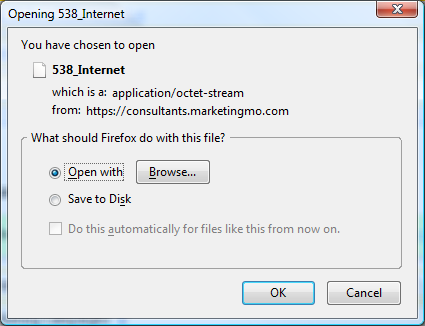 Opening 538_Internet
You have chosen to open
538_Internet
which is a: application/octet-stream
from: https://consultants.marketingmo.com
What should Firefox do with this file?
Open with Browse...
Save to Disk
Do this automatically for files like this from now on.
OK Cancel